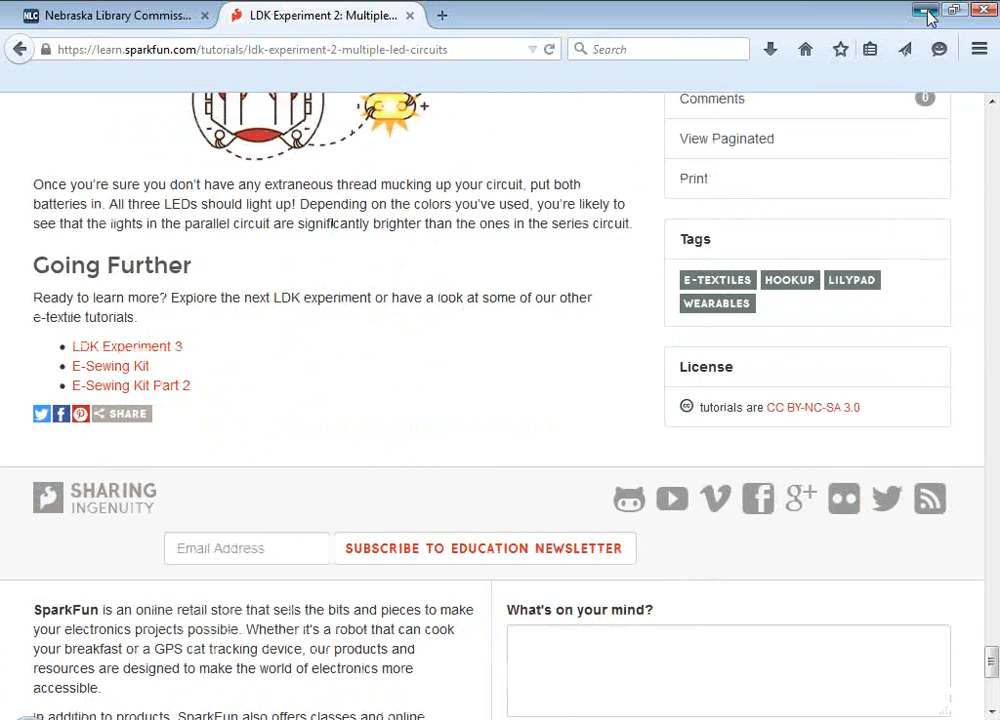 Nebraska Library Commiss...
LDK Experiment 2: Multiple...
https://learn.sparkfun.com/tutorials/ldk-experiment-2-multiple-led-circuits
Search
Once you're sure you don't have any extraneous thread mucking up your circuit, put both
batteries in. All three LEDs should light up! Depending on the colors you've used, you're likely to
see that the lights in the parallel circuit are significantly brighter than the ones in the series circuit.
Going Further
Ready to learn more? Explore the next LDK experiment or have a look at some of our other
e-textile tutorials.
LDK Experiment 3
E-Sewing Kit
E-Sewing Kit Part 2
SHARE
Comments 0
View Paginated
Print
Tags
E-TEXTILES HOOKUP LILYPAD
WEARABLES
License
tutorials are CC BY-NC-SA 3.0
SHARING
INGENUITY
Email Address SUBSCRIBE TO EDUCATION NEWSLETTER
SparkFun is an online retail store that sells the bits and pieces to make
your electronics projects possible. Whether it's a robot that can cook
your breakfast or a GPS cat tracking device, our products and
resources are designed to make the world of electronics more
accessible.
In addition to products, SparkFun also offers classes and online
What's on your mind?